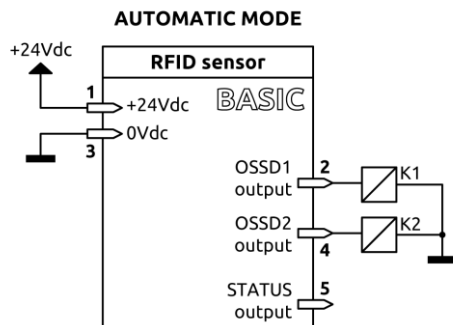 AUTOMATIC MODE
+24Vdc
RFID sensor
BASIC
1
+24Vdc
0Vdc
3
OSSD1
output
2
K1
OSSD2
output
4
K2
STATUS
output
5